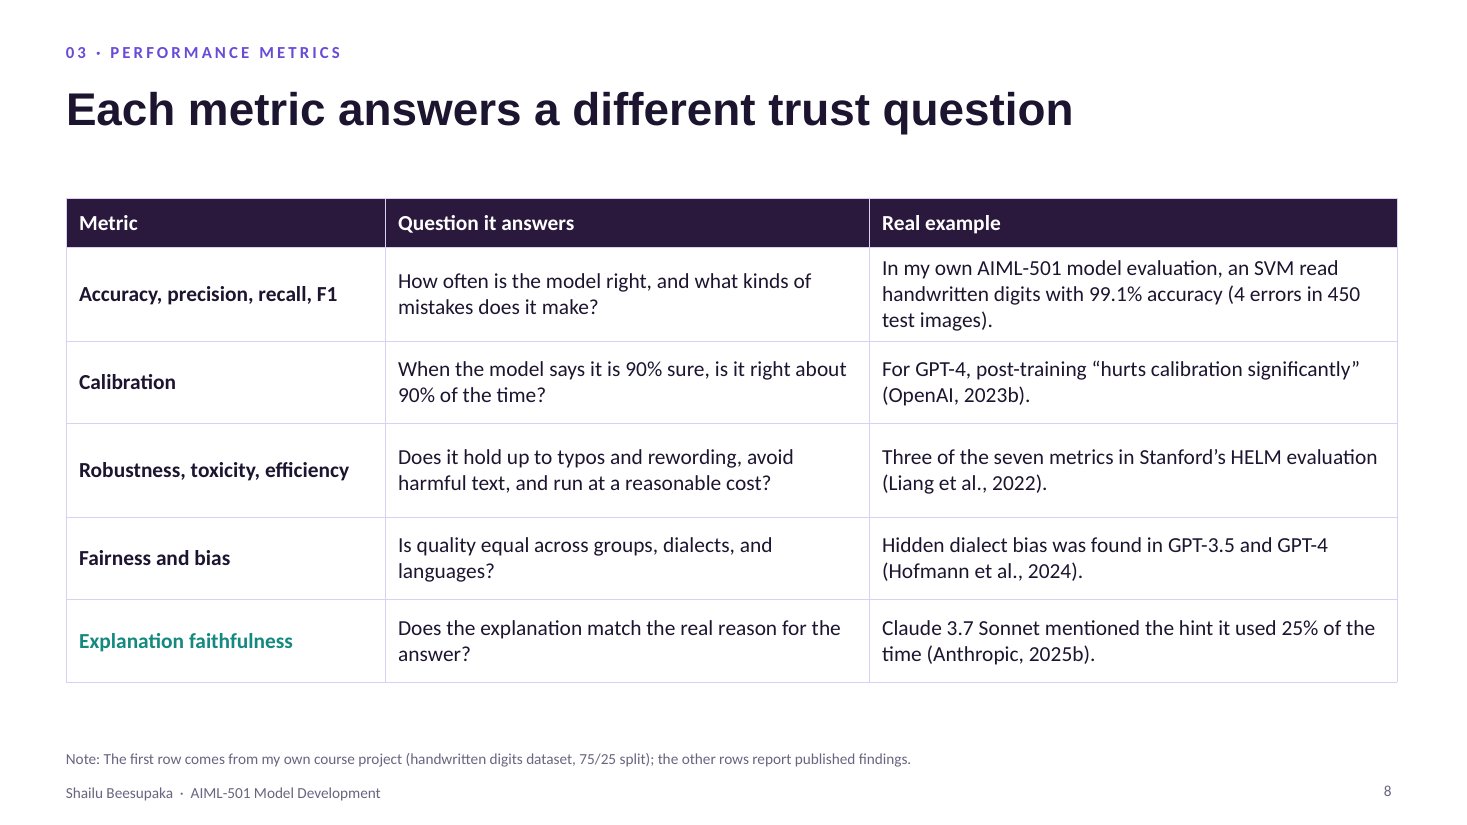 03 · PERFORMANCE METRICS
Each metric answers a different trust question
Metric
Question it answers
Real example
Accuracy, precision, recall, F1
How often is the model right, and what kinds of
mistakes does it make?
In my own AIML-501 model evaluation, an SVM read
handwritten digits with 99.1% accuracy (4 errors in 450
test images).
Calibration
When the model says it is 90% sure, is it right about
90% of the time?
For GPT-4, post-training “hurts calibration significantly”
(OpenAI, 2023b).
Robustness, toxicity, efficiency
Does it hold up to typos and rewording, avoid
harmful text, and run at a reasonable cost?
Three of the seven metrics in Stanford’s HELM evaluation
(Liang et al., 2022).
Fairness and bias
Is quality equal across groups, dialects, and
languages?
Hidden dialect bias was found in GPT-3.5 and GPT-4
(Hofmann et al., 2024).
Explanation faithfulness
Does the explanation match the real reason for the
answer?
Claude 3.7 Sonnet mentioned the hint it used 25% of the
time (Anthropic, 2025b).
Note: The first row comes from my own course project (handwritten digits dataset, 75/25 split); the other rows report published findings.
Shailu Beesupaka · AIML-501 Model Development
8